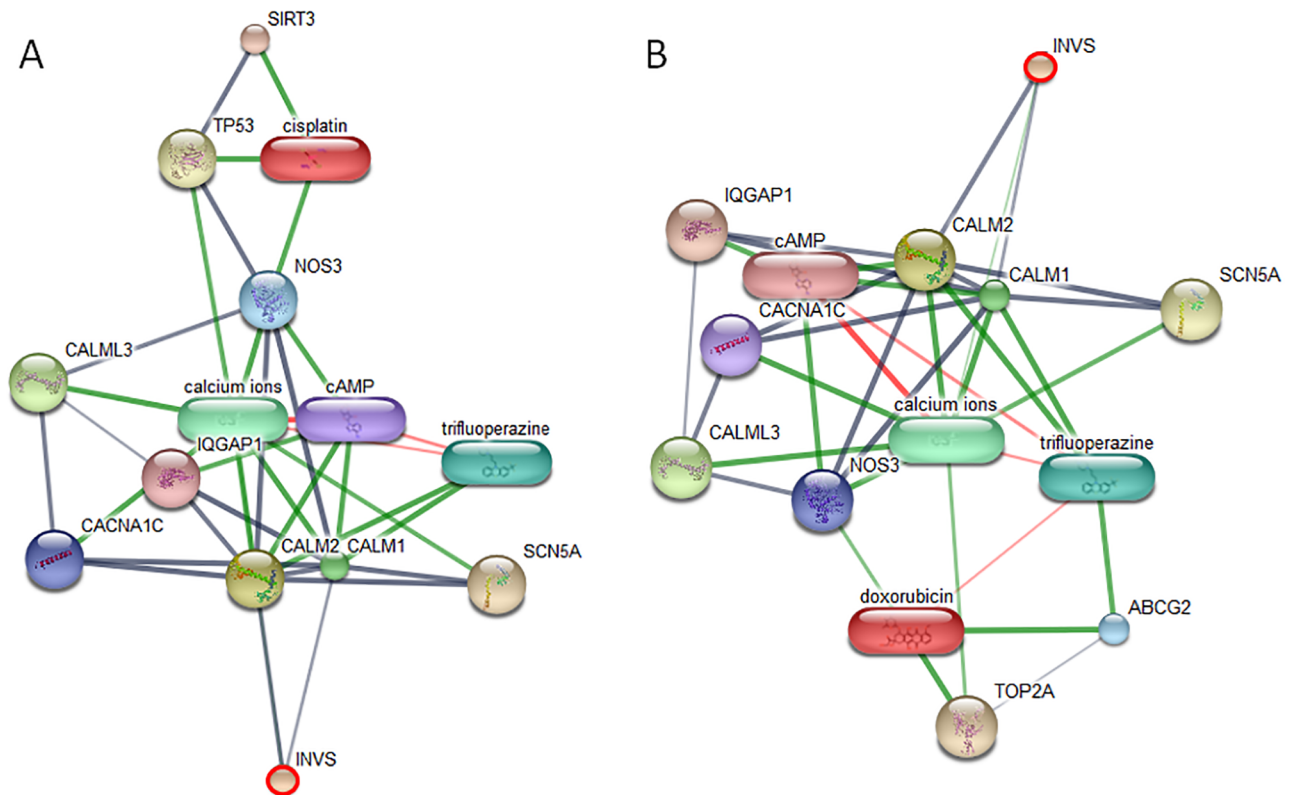 A
SIRT3
TP53
cisplatin
NOS3
CALML3
calcium ions
cAMP
IQGAP1
trifluoperazine
CACNA1C
CALM2
CALM1
SCN5A
INVS
B
INVS
IQGAP1
cAMP
CALM2
CALM1
SCN5A
CACNA1C
calcium ions
CALML3
NOS3
trifluoperazine
doxorubicin
ABCG2
TOP2A